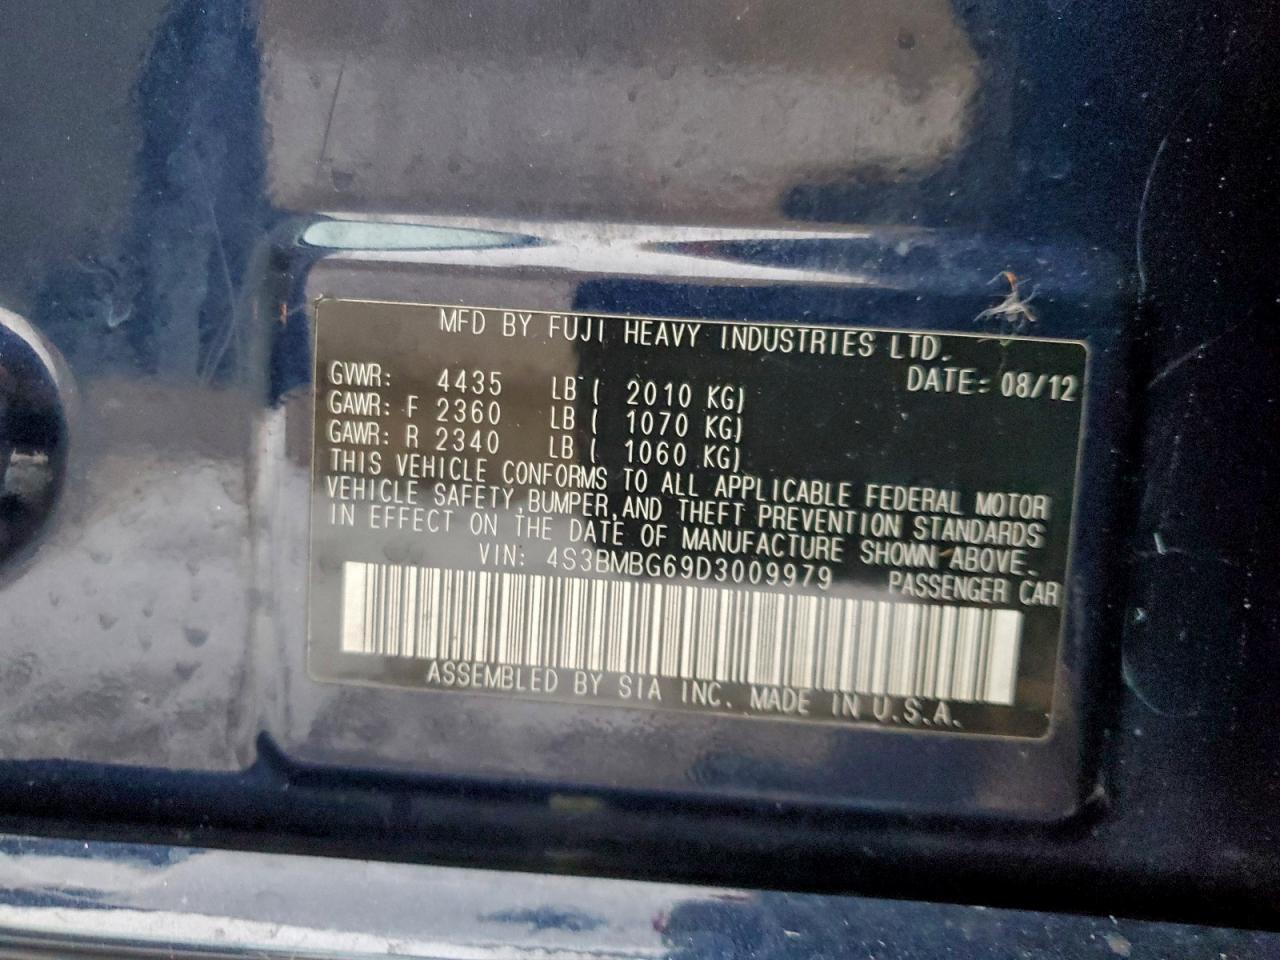 MFD BY FUJI HEAVY INDUSTRIES LTD.
DATE: 08/12
GVWR: 4435 LB ( 2010 KG)
GAWR: F 2360 LB ( 1070 KG)
GAWR: R 2340 LB ( 1060 KG)
THIS VEHICLE CONFORMS TO ALL APPLICABLE FEDERAL MOTOR
VEHICLE SAFETY, BUMPER, AND THEFT PREVENTION STANDARDS
IN EFFECT ON THE DATE OF MANUFACTURE SHOWN ABOVE.
VIN: 4S3BMBG69D3009979 PASSENGER CAR
ASSEMBLED BY SIA INC. MADE IN U.S.A.